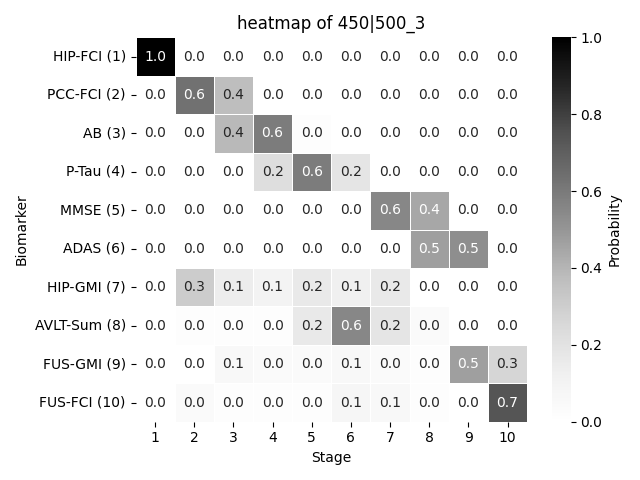 heatmap of 450|500_3
HIP-FCI (1) 1.0 0.0 0.0 0.0 0.0 0.0 0.0 0.0 0.0 0.0
PCC-FCI (2) 0.0 0.6 0.4 0.0 0.0 0.0 0.0 0.0 0.0 0.0
AB (3) 0.0 0.0 0.4 0.6 0.0 0.0 0.0 0.0 0.0 0.0
P-Tau (4) 0.0 0.0 0.0 0.2 0.6 0.2 0.0 0.0 0.0 0.0
MMSE (5) 0.0 0.0 0.0 0.0 0.0 0.0 0.6 0.4 0.0 0.0
ADAS (6) 0.0 0.0 0.0 0.0 0.0 0.0 0.0 0.5 0.5 0.0
HIP-GMI (7) 0.0 0.3 0.1 0.1 0.2 0.1 0.2 0.0 0.0 0.0
AVLT-Sum (8) 0.0 0.0 0.0 0.0 0.2 0.6 0.2 0.0 0.0 0.0
FUS-GMI (9) 0.0 0.0 0.1 0.0 0.0 0.1 0.0 0.0 0.5 0.3
FUS-FCI (10) 0.0 0.0 0.0 0.0 0.0 0.1 0.1 0.0 0.0 0.7
1 2 3 4 5 6 7 8 9 10
Stage
Biomarker
1.0
0.8
0.6
0.4
0.2
0.0
Probability